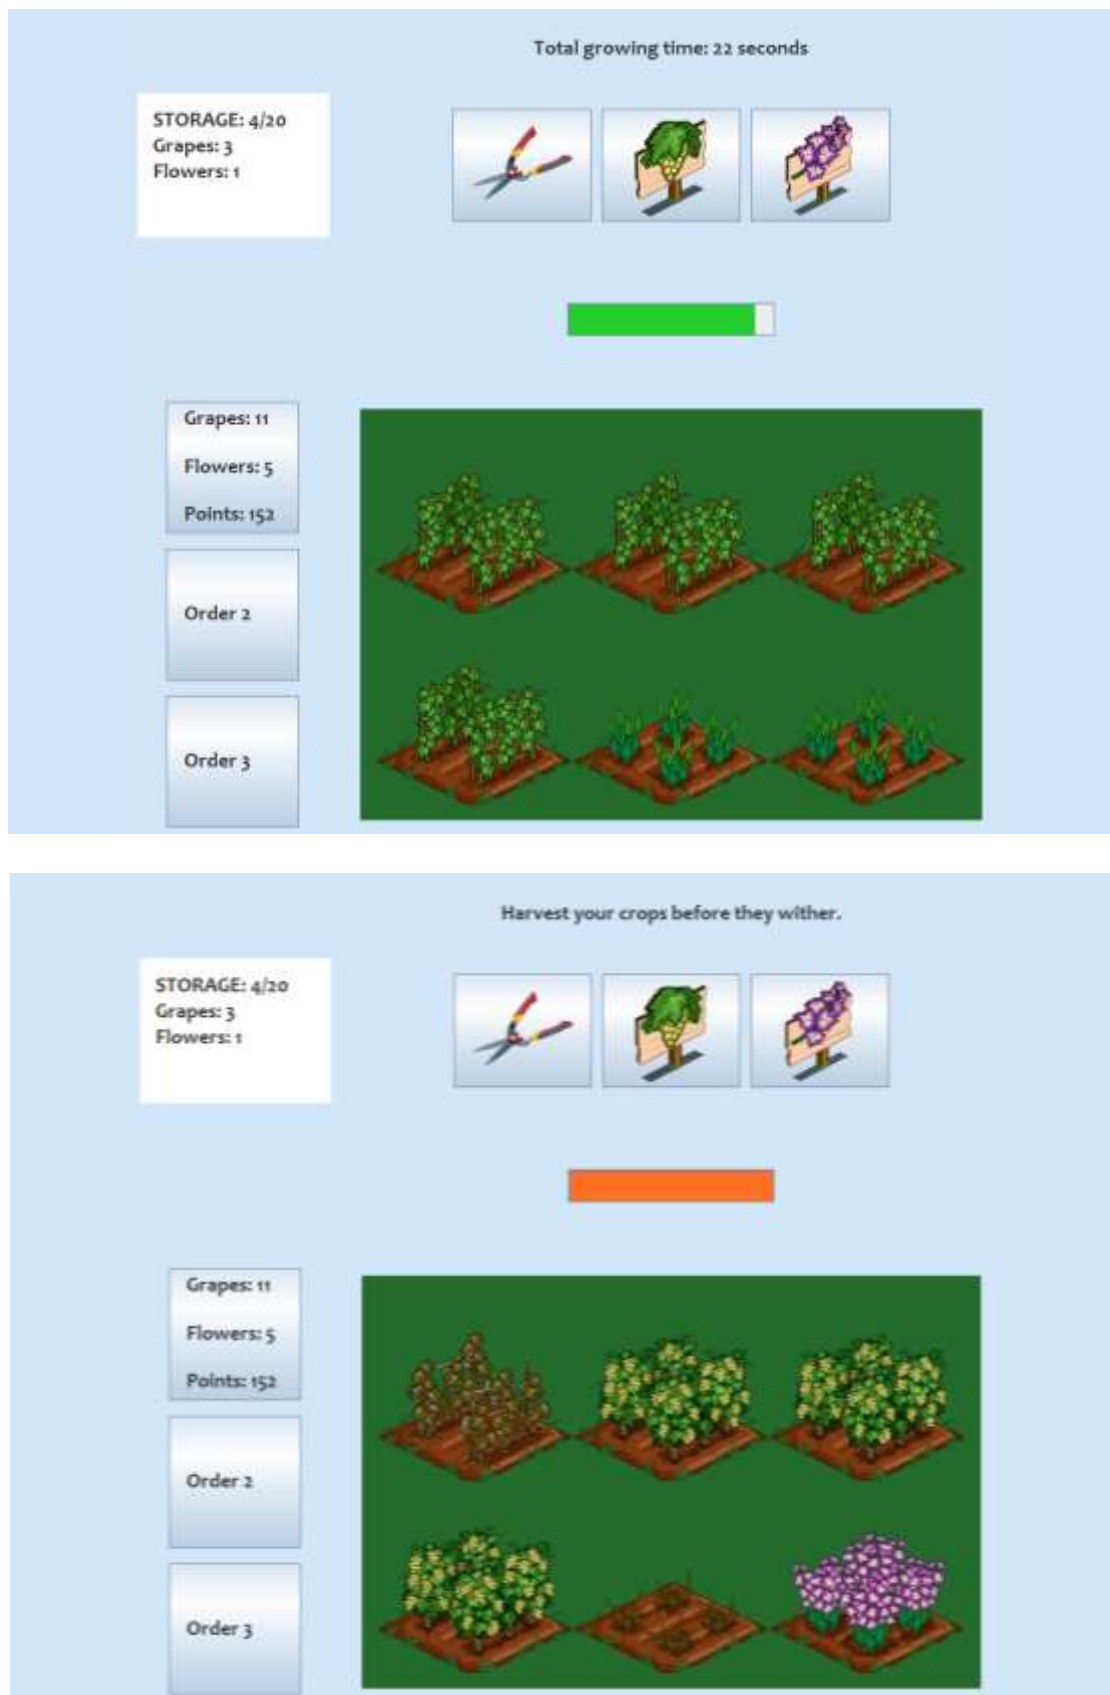 Total growing time: 22 seconds
STORAGE: 4/20
Grapes: 3
Flowers: 1
Grapes: 11
Flowers: 5
Points: 152
Order 2
Order 3
Harvest your crops before they wither.
STORAGE: 4/20
Grapes: 3
Flowers: 1
Grapes: 11
Flowers: 5
Points: 152
Order 2
Order 3